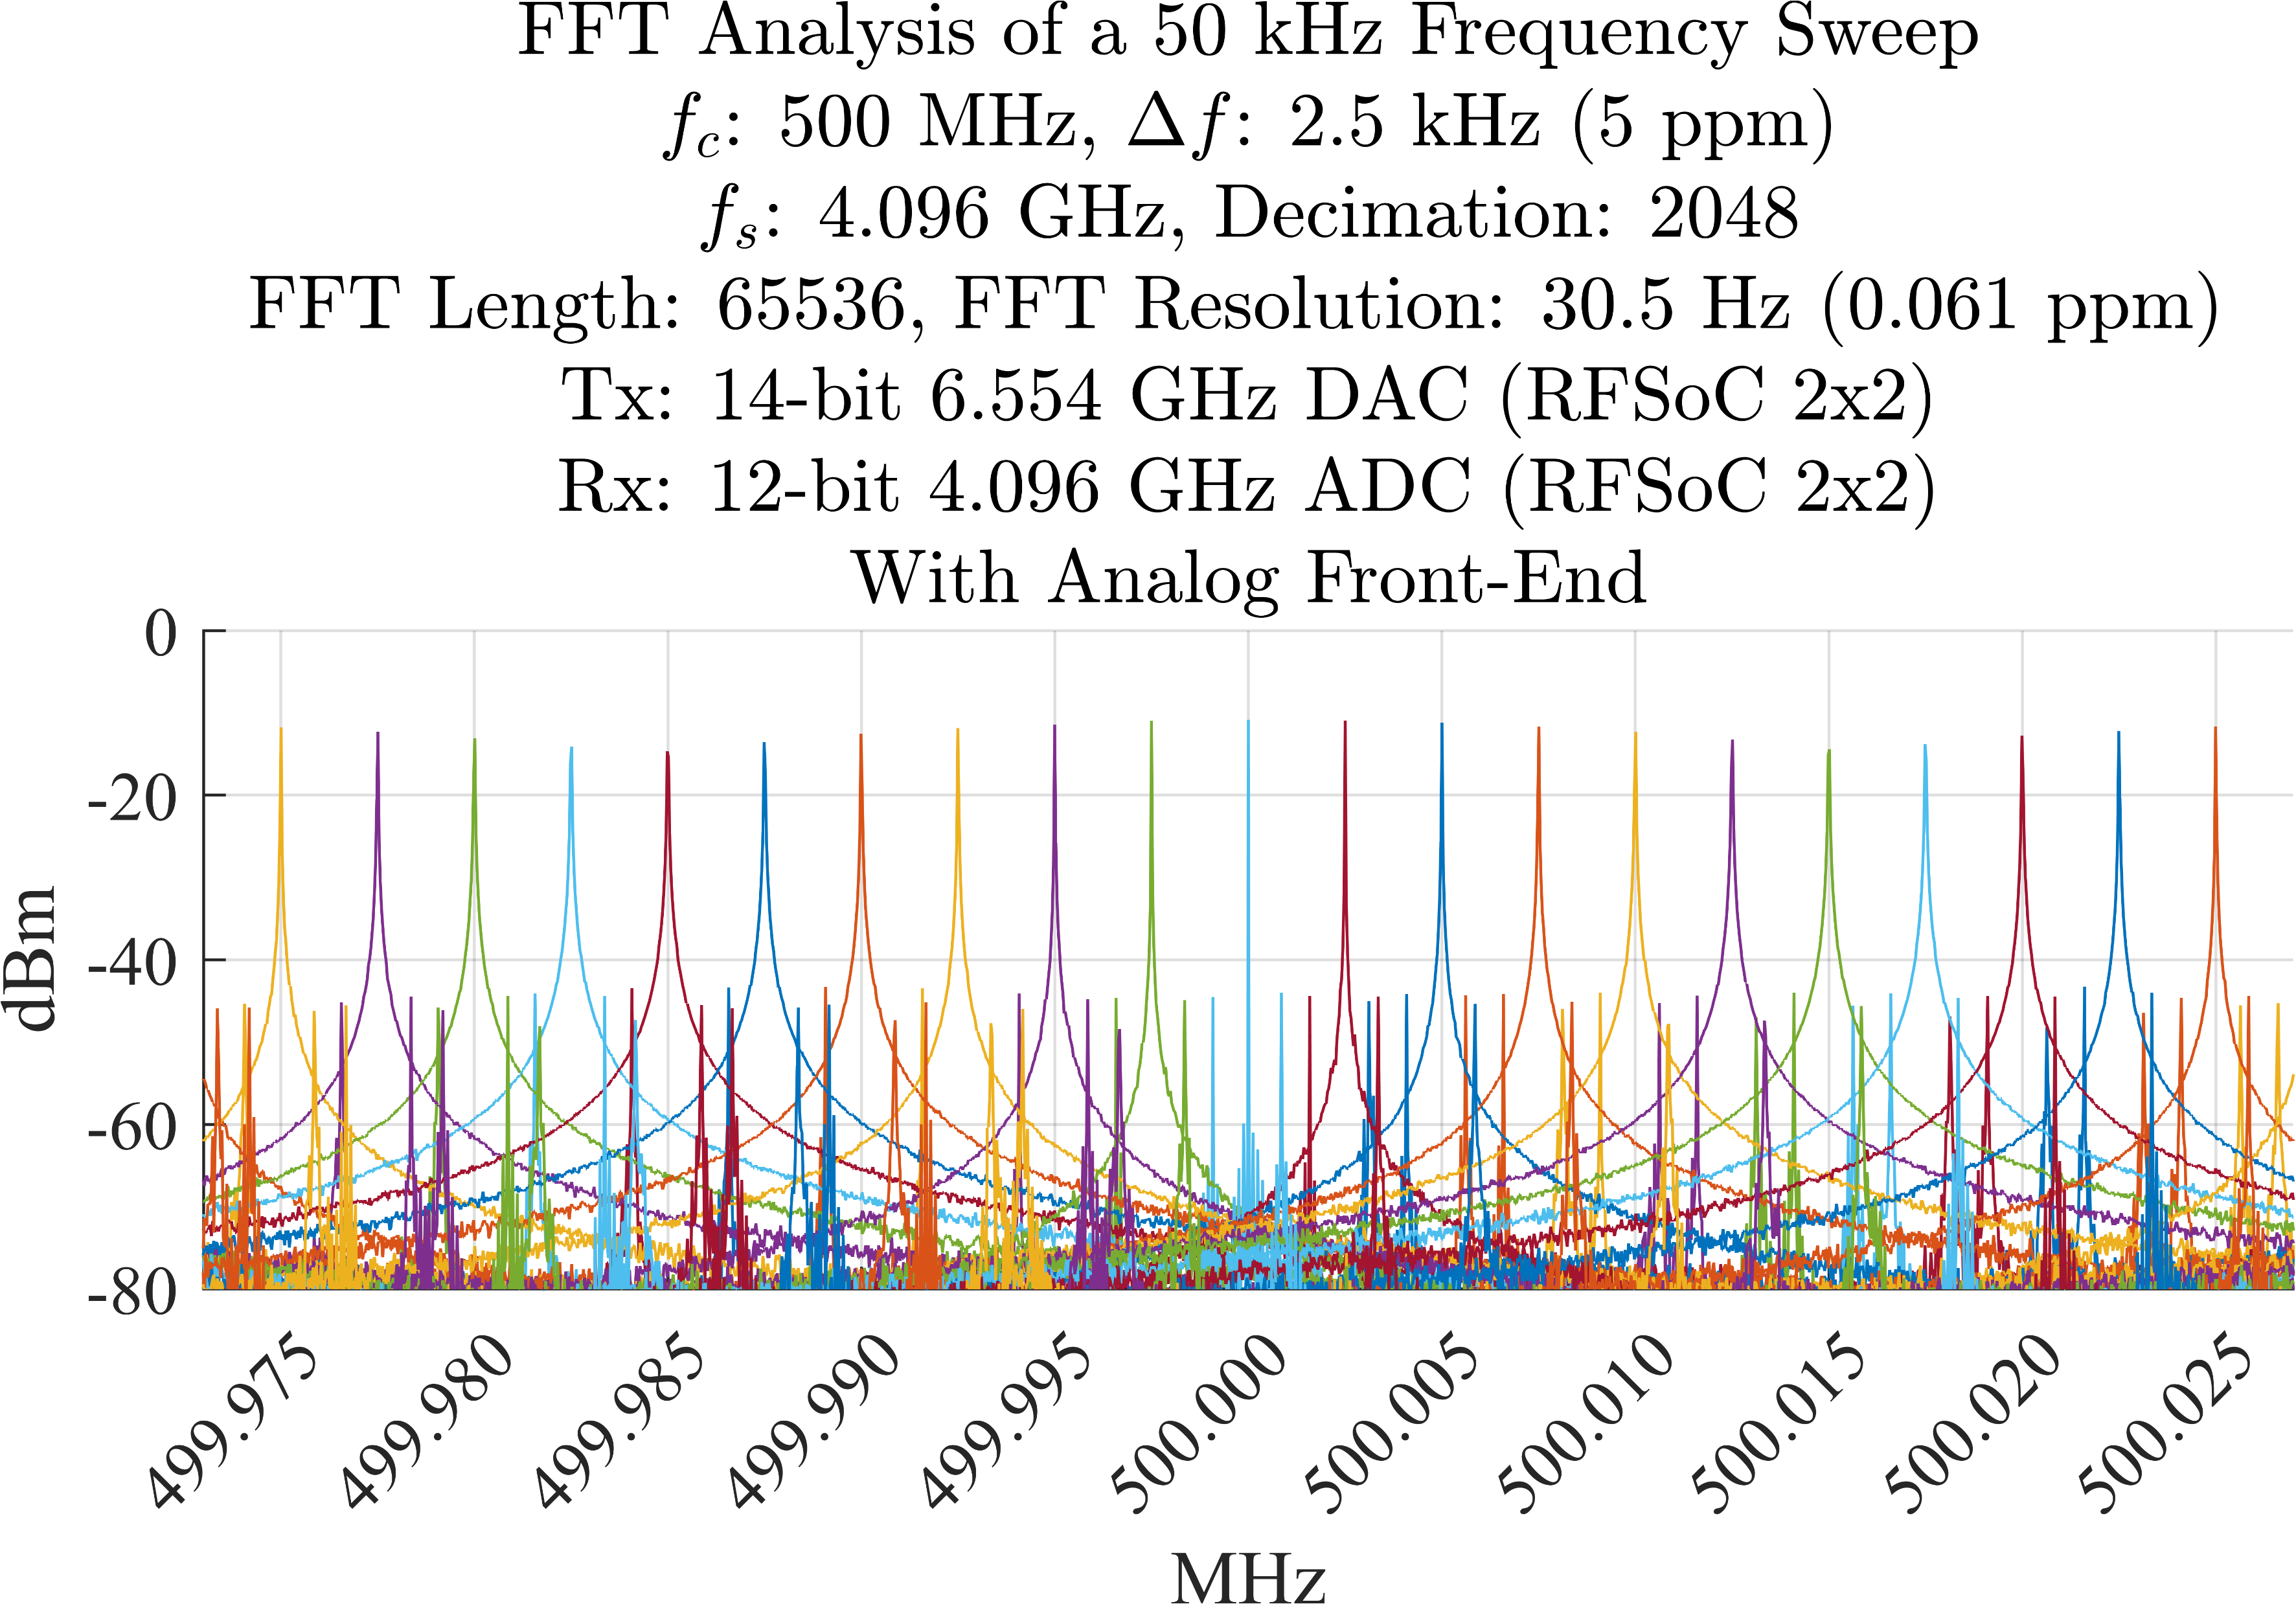 FFT Analysis of a 50 kHz Frequency Sweep
f_c: 500 MHz, Δf: 2.5 kHz (5 ppm)
f_s: 4.096 GHz, Decimation: 2048
FFT Length: 65536, FFT Resolution: 30.5 Hz (0.061 ppm)
Tx: 14-bit 6.554 GHz DAC (RFSoC 2x2)
Rx: 12-bit 4.096 GHz ADC (RFSoC 2x2)
With Analog Front-End
0
-20
-40
-60
-80
dBm
499.975
499.980
499.985
499.990
499.995
500.000
500.005
500.010
500.015
500.020
500.025
MHz